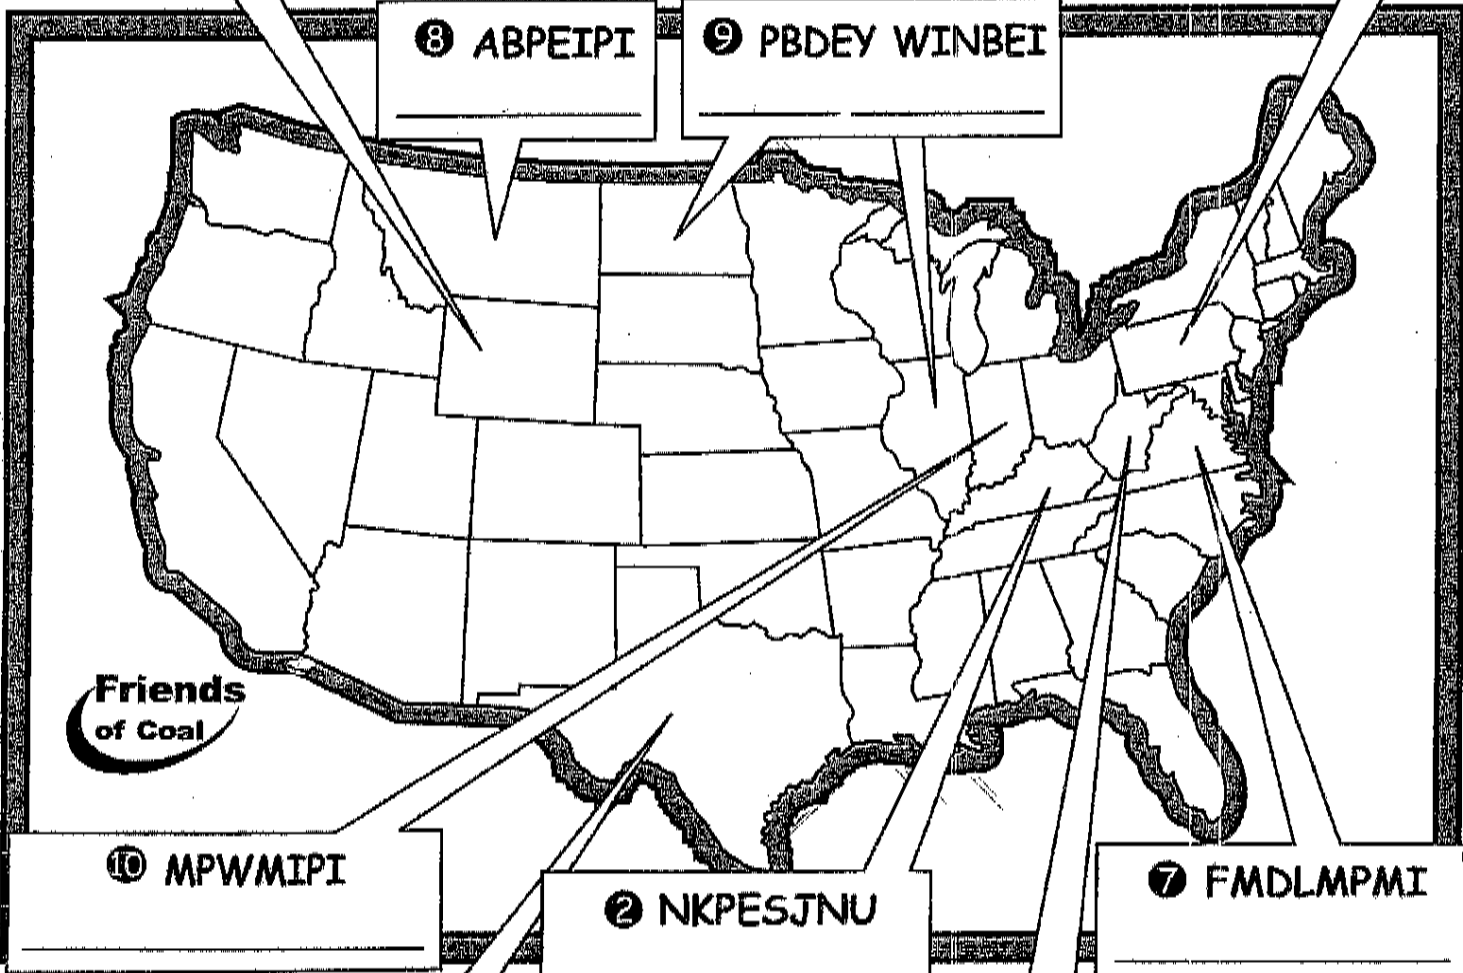 ❽ ABPEIPI
❾ PBDEY WINBEI
Friends
of Coal
❿ MPWMIPI
❷ NKPESJNU
❼ FMDLMPMI